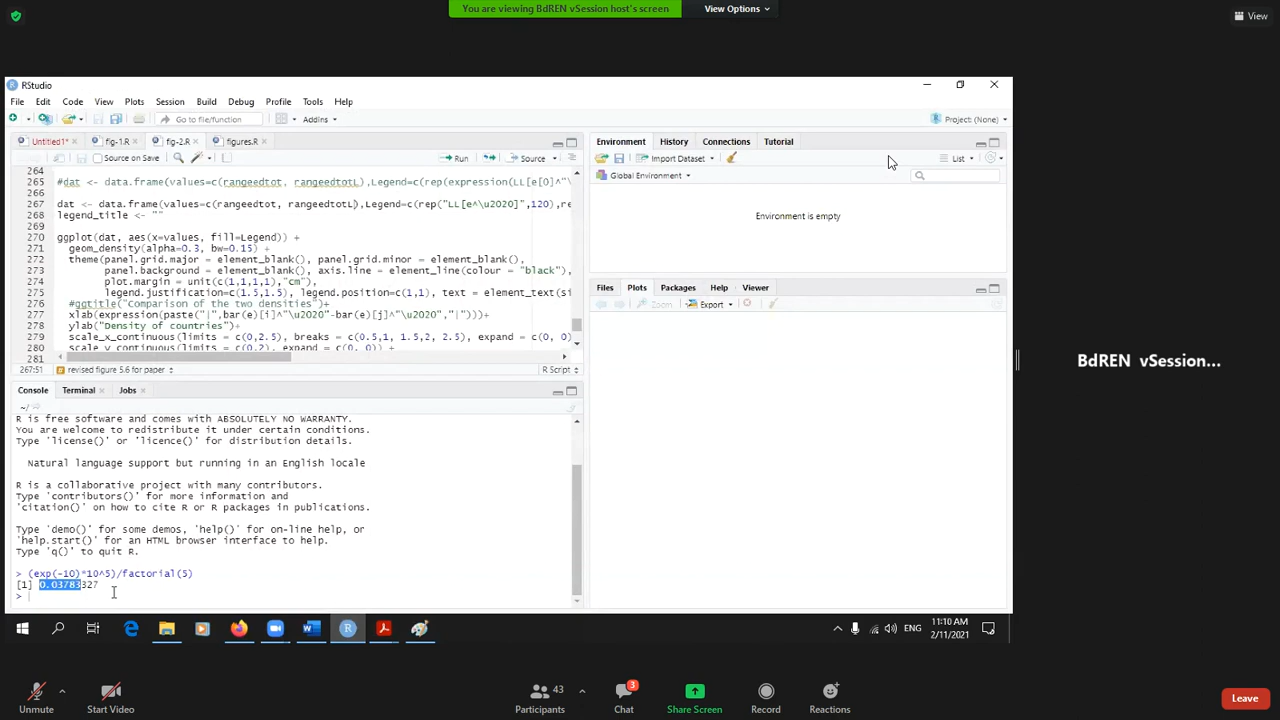 You are viewing BdREN vSession host's screen
View Options
View
RStudio
File Edit Code View Plots Session Build Debug Profile Tools Help
Go to file/function
Addins
Project: (None)
Untitled1*
fig-1.R
fig-2.R
figures.R
Source on Save
Run
Source
264
265 #dat <- data.frame(values=c(rangeedtot, rangeedtotL),Legend=c(rep(expression(LL[e[0]^"\
266
267 dat <- data.frame(values=c(rangeedtot, rangeedtotL),Legend=c(rep("LL[e^\u2020]",120),re
268 legend_title <- ""
270 ggplot(dat, aes(x=values, fill=Legend)) +
271 geom_density(alpha=0.3, bw=0.15) +
272 theme(panel.grid.major = element_blank(), panel.grid.minor = element_blank(),
273 panel.background = element_blank(), axis.line = element_line(colour = "black"),
274 plot.margin = unit(c(1,1,1,1),"cm"),
275 legend.justification=c(1.5,1.5), legend.position=c(1,1), text = element_text(si
276 #ggtitle("Comparison of the two densities")+
277 xlab(expression(paste("|",bar(e)[i]^"\u2020"-bar(e)[j]^"\u2020","|")))+
278 ylab("Density of countries")+
279 scale_x_continuous(limits = c(0,2.5), breaks = c(0.5,1, 1.5,2, 2.5), expand = c(0, 0))
280 scale_y_continuous(limits = c(0,2), expand = c(0, 0)) +
281
267:51
revised figure 5.6 for paper
R Script
Console Terminal Jobs
~/
R is free software and comes with ABSOLUTELY NO WARRANTY.
You are welcome to redistribute it under certain conditions.
Type 'license()' or 'licence()' for distribution details.
Natural language support but running in an English locale
R is a collaborative project with many contributors.
Type 'contributors()' for more information and
'citation()' on how to cite R or R packages in publications.
Type 'demo()' for some demos, 'help()' for on-line help, or
'help.start()' for an HTML browser interface to help.
Type 'q()' to quit R.
> (exp(-10)*10^5)/factorial(5)
[1] 0.03783327
>
Environment History Connections Tutorial
Import Dataset
List
Global Environment
Environment is empty
Files Plots Packages Help Viewer
Zoom
Export
BdREN vSession...
ENG
11:10 AM
2/11/2021
Unmute
Start Video
43
Participants
3
Chat
Share Screen
Record
Reactions
Leave